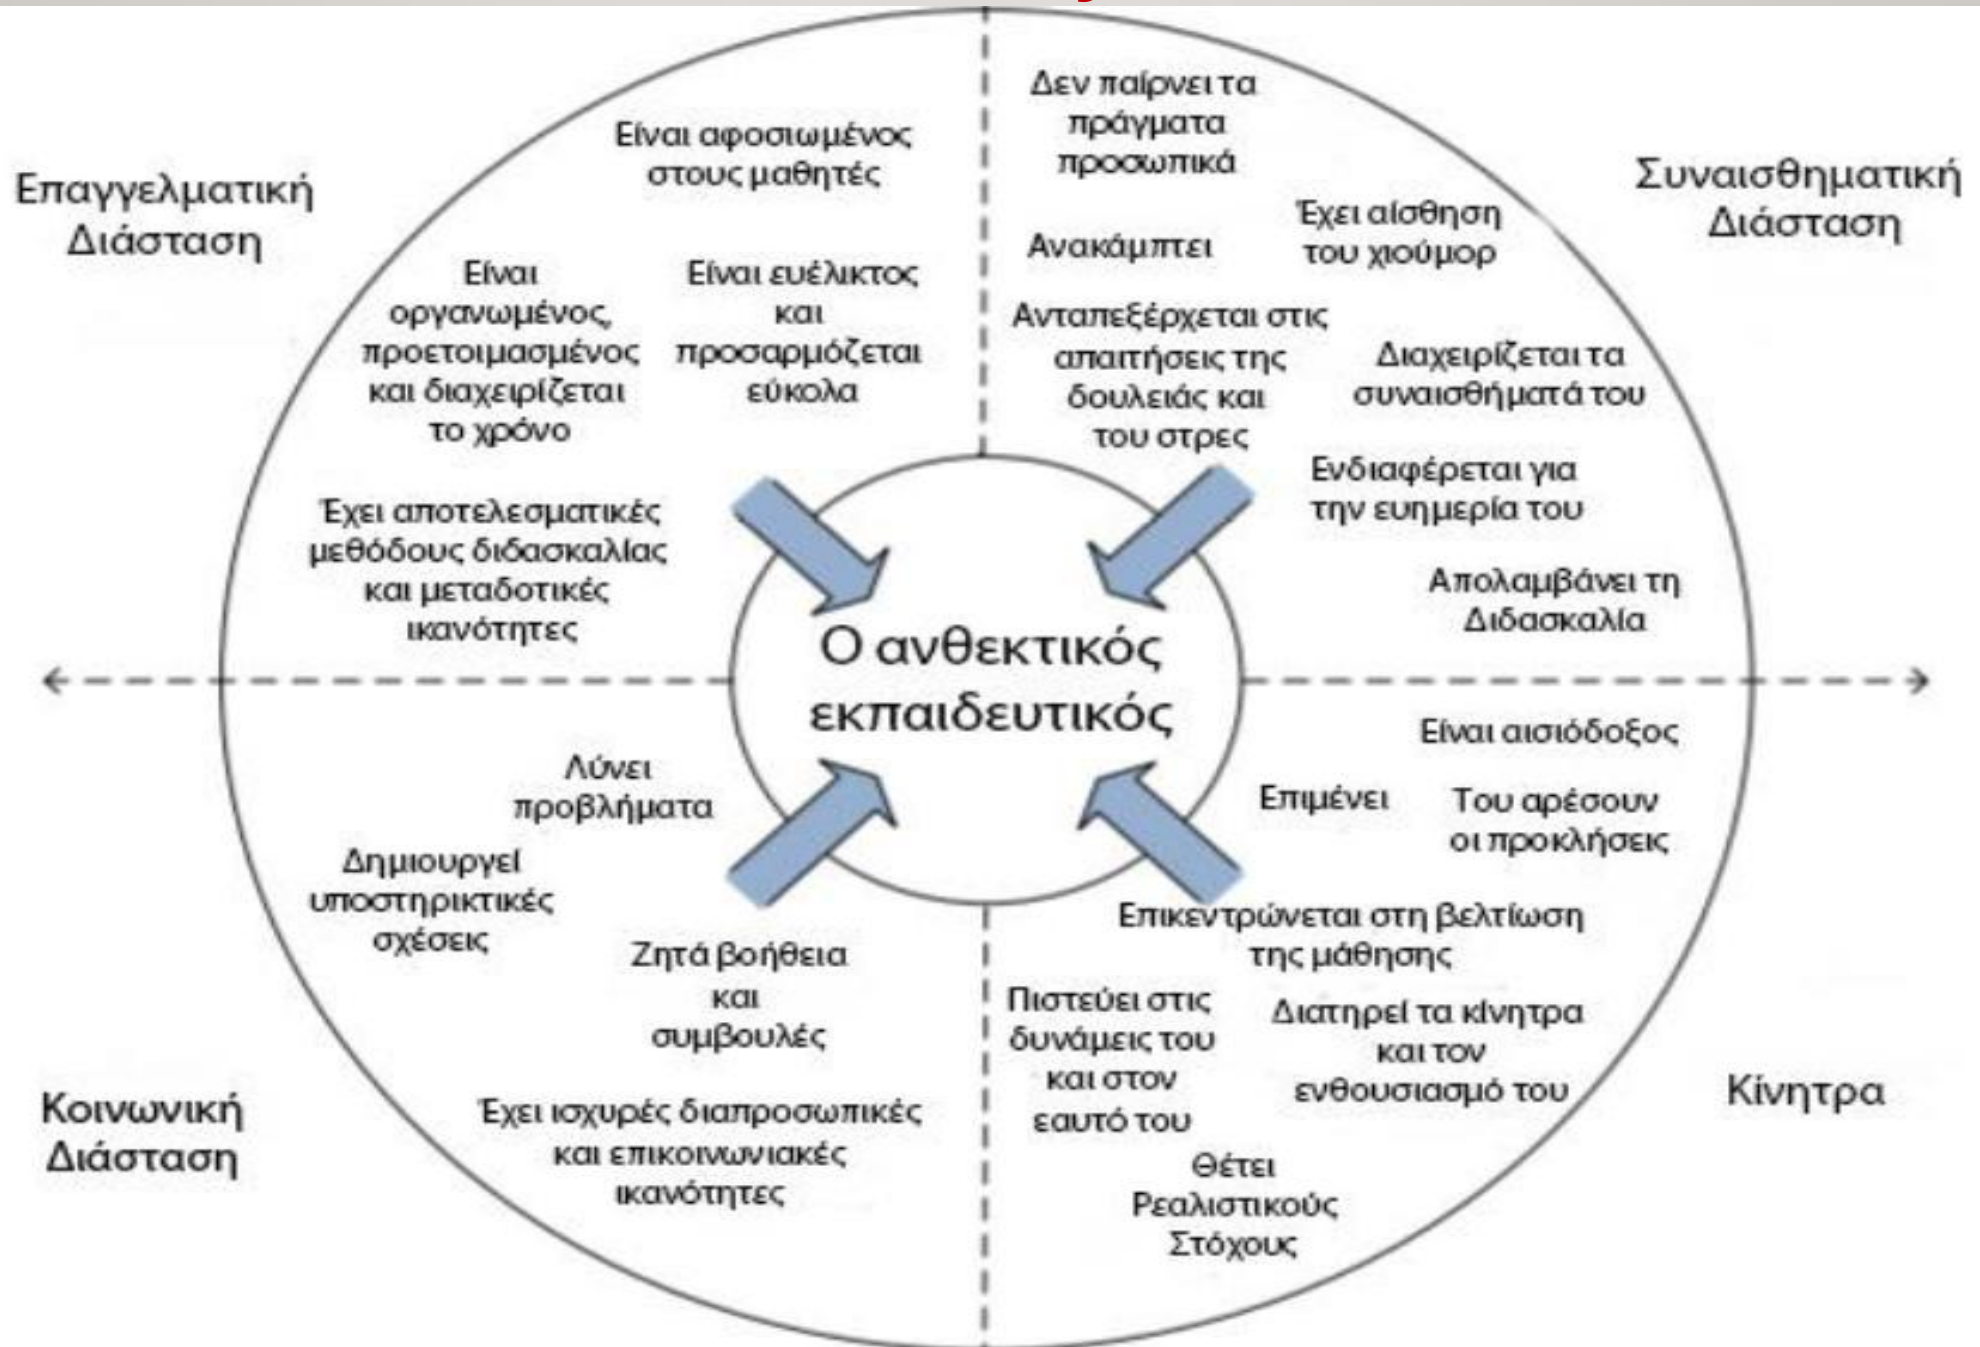 Επαγγελματική
Διάσταση
Είναι αφοσιωμένος
στους μαθητές
Είναι
οργανωμένος,
προετοιμασμένος
και διαχειρίζεται
το χρόνο
Είναι ευέλικτος
και
προσαρμόζεται
εύκολα
Έχει αποτελεσματικές
μεθόδους διδασκαλίας
και μεταδοτικές
ικανότητες
Συναισθηματική
Διάσταση
Δεν παίρνει τα
πράγματα
προσωπικά
Ανακάμπτει
Έχει αίσθηση
του χιούμορ
Ανταπεξέρχεται στις
απαιτήσεις της
δουλειάς και
του στρες
Διαχειρίζεται τα
συναισθήματά του
Ενδιαφέρεται για
την ευημερία του
Απολαμβάνει τη
Διδασκαλία
Ο ανθεκτικός
εκπαιδευτικός
Κοινωνική
Διάσταση
Λύνει
προβλήματα
Δημιουργεί
υποστηρικτικές
σχέσεις
Ζητά βοήθεια
και
συμβουλές
Έχει ισχυρές διαπροσωπικές
και επικοινωνιακές
ικανότητες
Κίνητρα
Είναι αισιόδοξος
Επιμένει
Του αρέσουν
οι προκλήσεις
Επικεντρώνεται στη βελτίωση
της μάθησης
Πιστεύει στις
δυνάμεις του
και στον
εαυτό του
Διατηρεί τα κίνητρα
και τον
ενθουσιασμό του
Θέτει
Ρεαλιστικούς
Στόχους